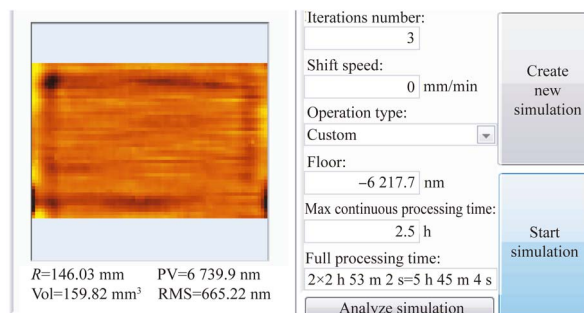 Iterations number:
3
Shift speed:
0 mm/min
Operation type:
Custom
Floor:
−6 217.7 nm
Max continuous processing time:
2.5 h
Full processing time:
2×2 h 53 m 2 s=5 h 45 m 4 s
Analyze simulation
Create
new
simulation
Start
simulation
R=146.03 mm PV=6 739.9 nm
Vol=159.82 mm³ RMS=665.22 nm